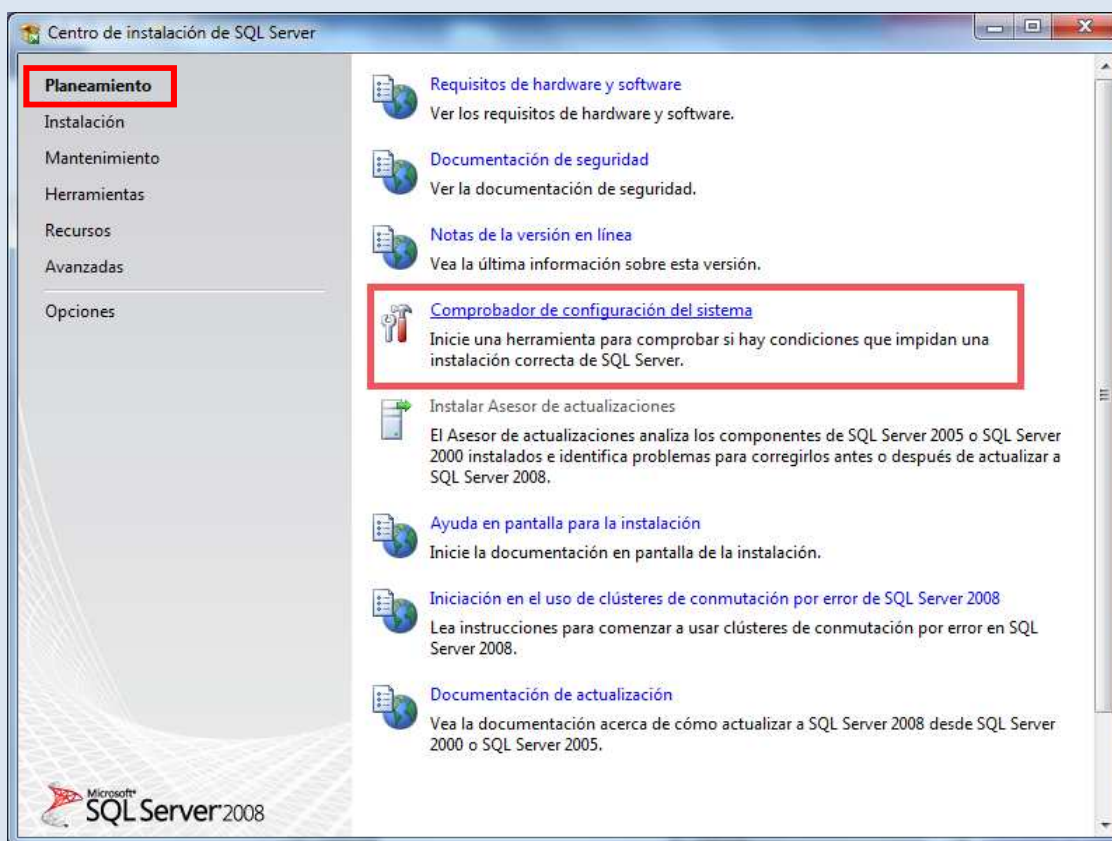 Centro de instalación de SQL Server
Planeamiento
Instalación
Mantenimiento
Herramientas
Recursos
Avanzadas
Opciones
Requisitos de hardware y software
Ver los requisitos de hardware y software.
Documentación de seguridad
Ver la documentación de seguridad.
Notas de la versión en línea
Vea la última información sobre esta versión.
Comprobador de configuración del sistema
Inicie una herramienta para comprobar si hay condiciones que impidan una
instalación correcta de SQL Server.
Instalar Asesor de actualizaciones
El Asesor de actualizaciones analiza los componentes de SQL Server 2005 o SQL Server
2000 instalados e identifica problemas para corregirlos antes o después de actualizar a
SQL Server 2008.
Ayuda en pantalla para la instalación
Inicie la documentación en pantalla de la instalación.
Iniciación en el uso de clústeres de conmutación por error de SQL Server 2008
Lea instrucciones para comenzar a usar clústeres de conmutación por error en SQL
Server 2008.
Documentación de actualización
Vea la documentación acerca de cómo actualizar a SQL Server 2008 desde SQL Server
2000 o SQL Server 2005.
Microsoft
SQL Server 2008